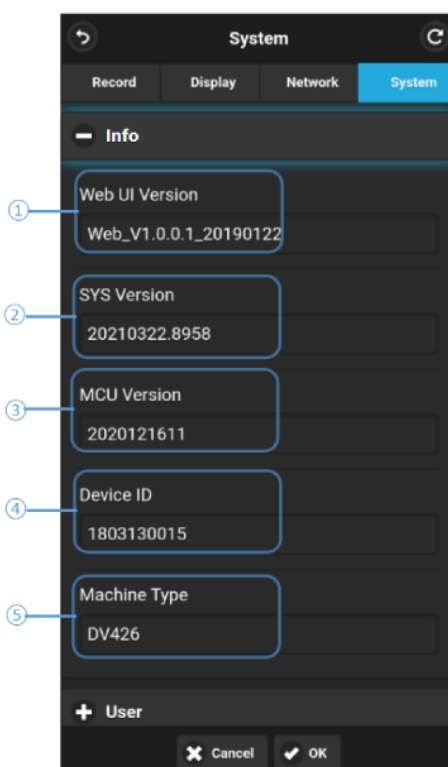 System
Record Display Network System
Info
① Web UI Version
Web_V1.0.0.1_20190122
② SYS Version
20210322.8958
③ MCU Version
2020121611
④ Device ID
1803130015
⑤ Machine Type
DV426
User
Cancel OK